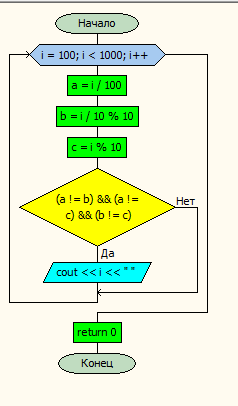 Начало
i = 100; i < 1000; i++
a = i / 100
b = i / 10 % 10
c = i % 10
(a != b) && (a !=
c) && (b != c)
Нет
Да
cout << i << " "
return 0
Конец